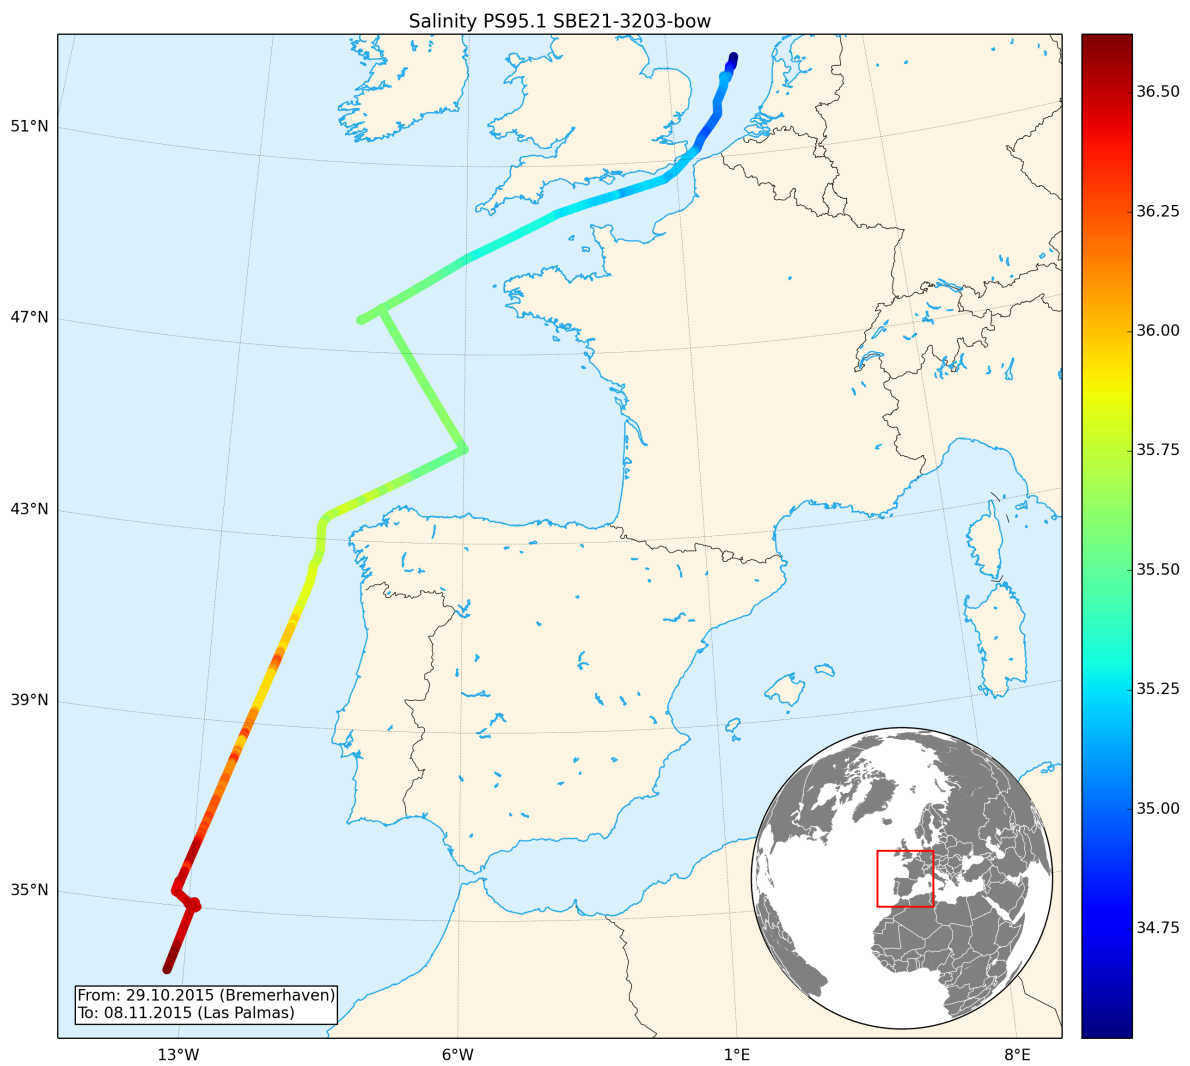 Salinity PS95.1 SBE21-3203-bow
51°N
47°N
43°N
39°N
35°N
13°W
6°W
1°E
8°E
36.50
36.25
36.00
35.75
35.50
35.25
35.00
34.75
From: 29.10.2015 (Bremerhaven)
To: 08.11.2015 (Las Palmas)